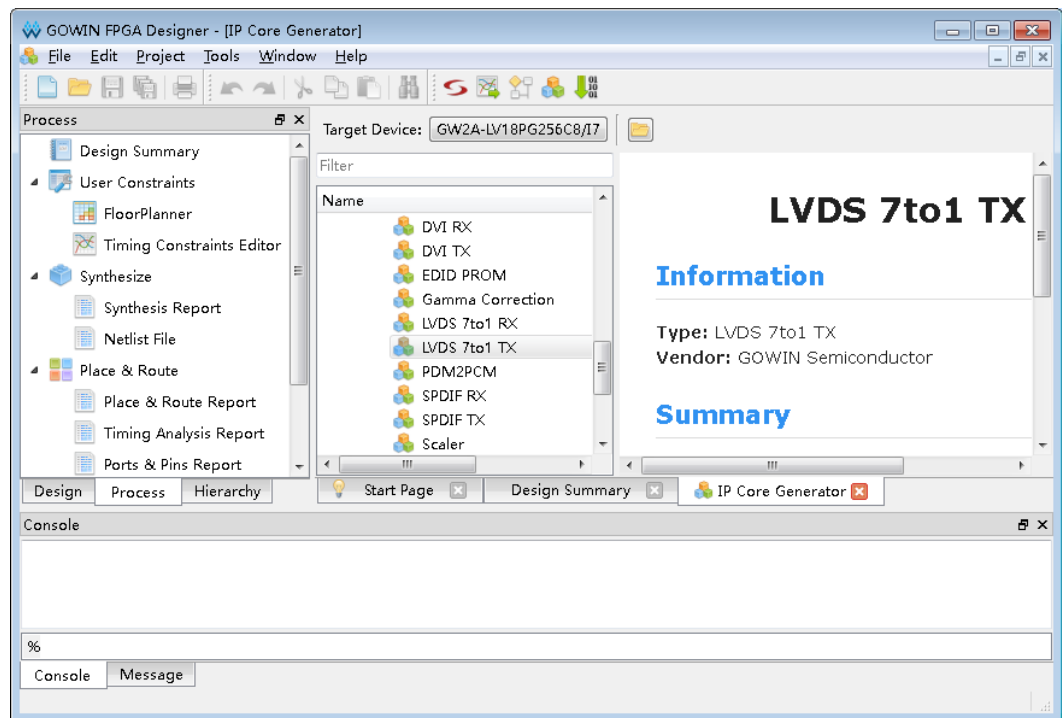 GOWIN FPGA Designer - [IP Core Generator]
File Edit Project Tools Window Help
Process
Design Summary
User Constraints
FloorPlanner
Timing Constraints Editor
Synthesize
Synthesis Report
Netlist File
Place & Route
Place & Route Report
Timing Analysis Report
Ports & Pins Report
Design Process Hierarchy
Target Device: GW2A-LV18PG256C8/I7
Filter
Name
DVI RX
DVI TX
EDID PROM
Gamma Correction
LVDS 7to1 RX
LVDS 7to1 TX
PDM2PCM
SPDIF RX
SPDIF TX
Scaler
LVDS 7to1 TX
Information
Type: LVDS 7to1 TX
Vendor: GOWIN Semiconductor
Summary
Start Page Design Summary IP Core Generator
Console
%
Console Message